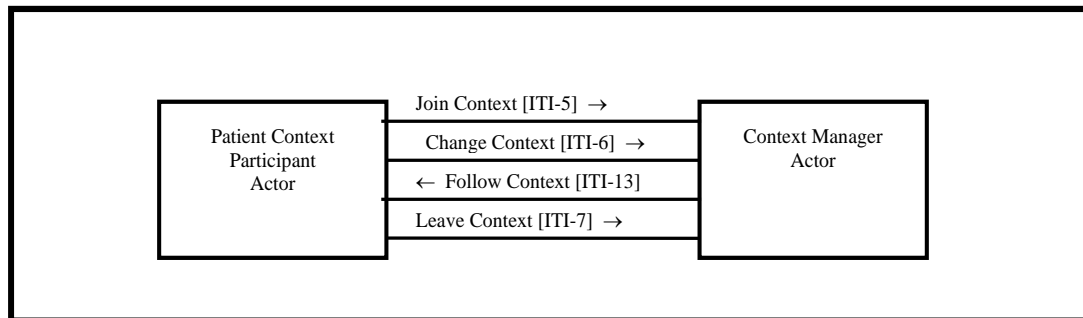 Join Context [ITI-5] →
Patient Context
Participant
Actor
Change Context [ITI-6] →
Context Manager
Actor
← Follow Context [ITI-13]
Leave Context [ITI-7] →